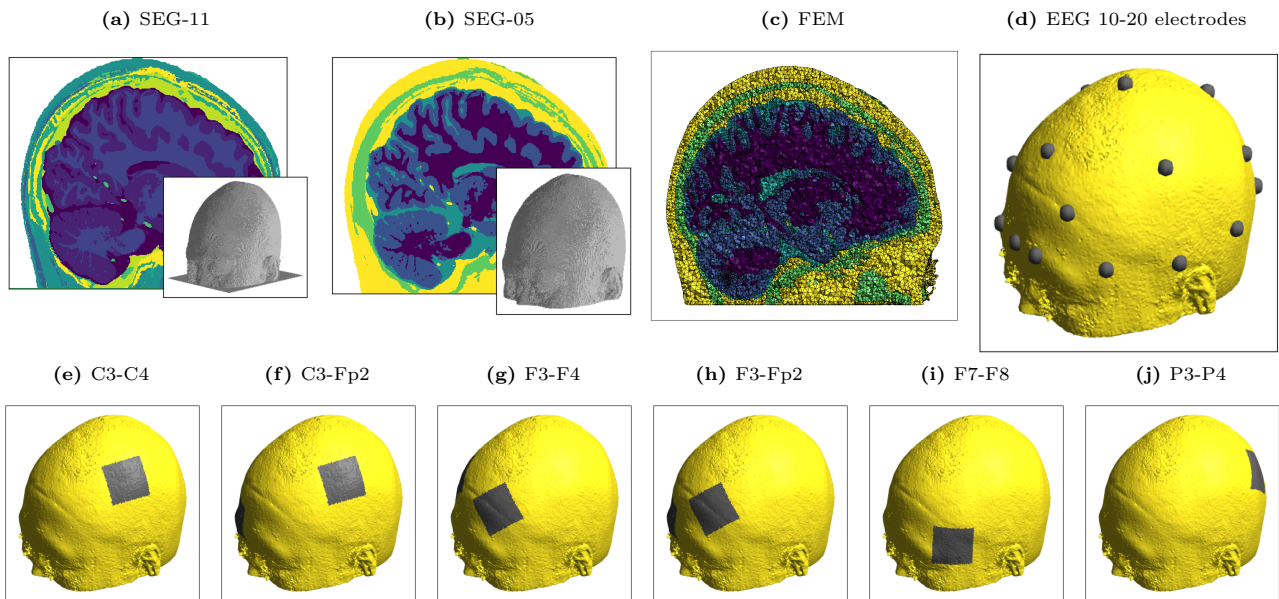 (a) SEG-11
(b) SEG-05
(c) FEM
(d) EEG 10-20 electrodes
(e) C3-C4
(f) C3-Fp2
(g) F3-F4
(h) F3-Fp2
(i) F7-F8
(j) P3-P4